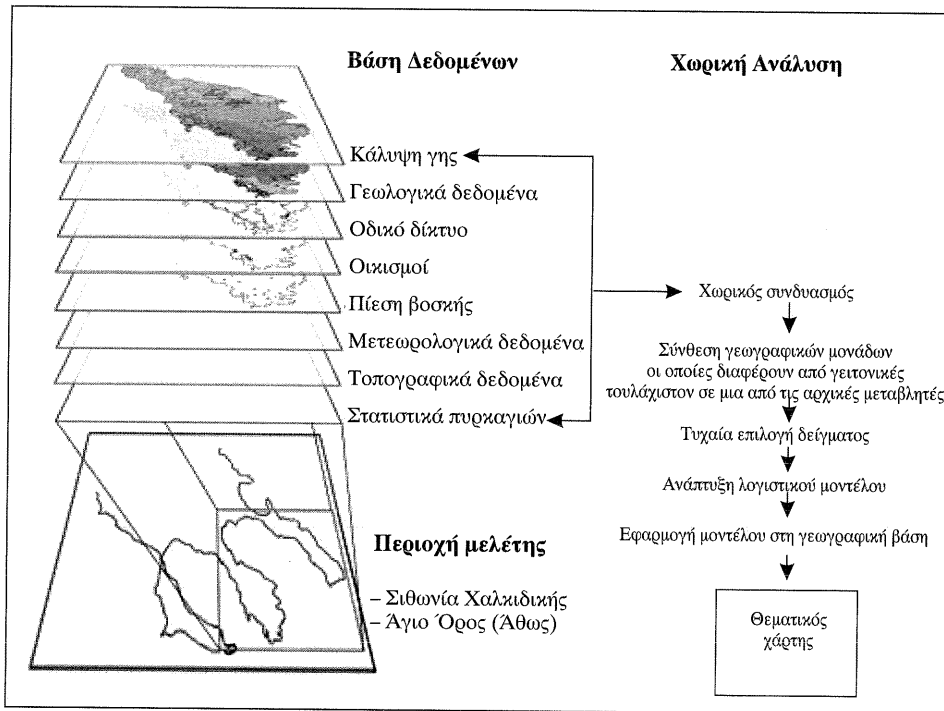 Βάση Δεδομένων
Κάλυψη γης
Γεωλογικά δεδομένα
Οδικό δίκτυο
Οικισμοί
Πίεση βοσκής
Μετεωρολογικά δεδομένα
Τοπογραφικά δεδομένα
Στατιστικά πυρκαγιών
Περιοχή μελέτης
– Σιθωνία Χαλκιδικής
– Άγιο Όρος (Άθως)
Χωρική Ανάλυση
Χωρικός συνδυασμός
Σύνθεση γεωγραφικών μονάδων
οι οποίες διαφέρουν από γειτονικές
τουλάχιστον σε μια από τις αρχικές μεταβλητές
Τυχαία επιλογή δείγματος
Ανάπτυξη λογιστικού μοντέλου
Εφαρμογή μοντέλου στη γεωγραφική βάση
Θεματικός
χάρτης